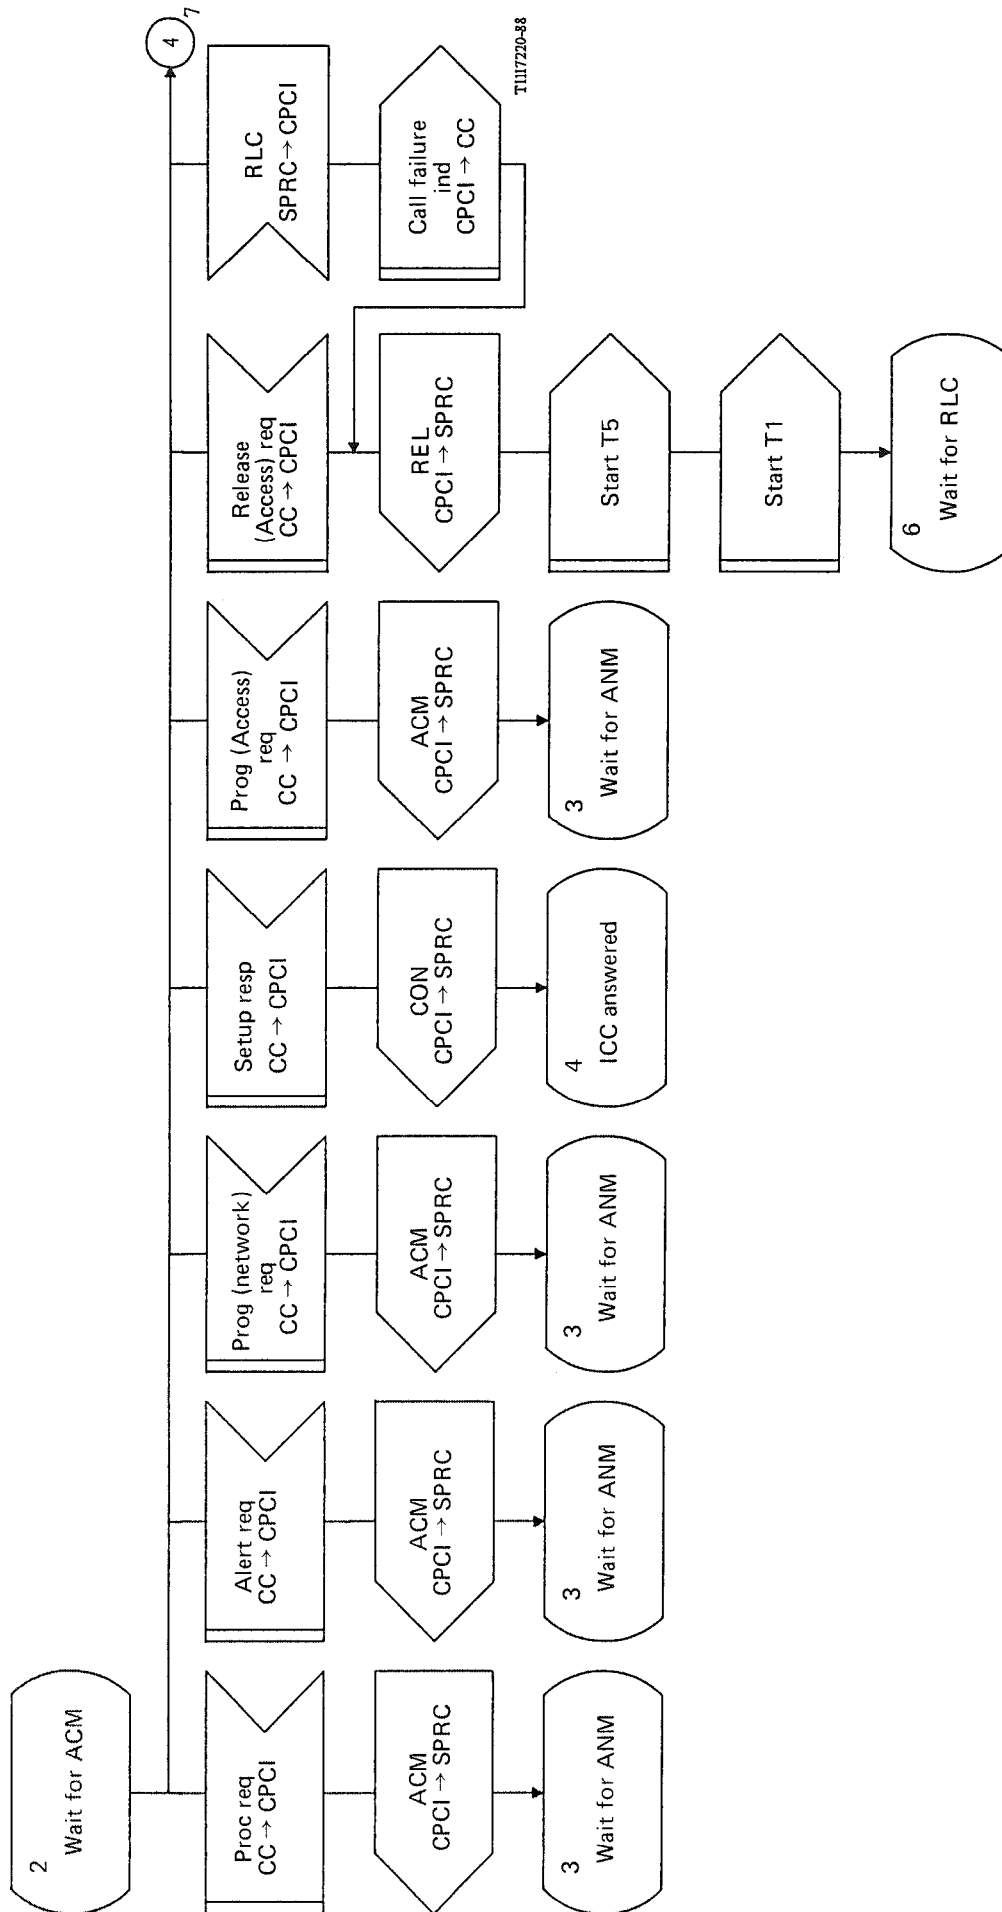 2
Wait for ACM
Proc req
CC → CPCI
ACM
CPCI → SPRC
3
Wait for ANM
Alert req
CC → CPCI
ACM
CPCI → SPRC
3
Wait for ANM
Prog (network)
req
CC → CPCI
ACM
CPCI → SPRC
3
Wait for ANM
Setup resp
CC → CPCI
CON
CPCI → SPRC
4
ICC answered
Prog (Access)
req
CC → CPCI
ACM
CPCI → SPRC
3
Wait for ANM
Release
(Access) req
CC → CPCI
REL
CPCI → SPRC
Start T5
Start T1
6
Wait for RLC
RLC
SPRC → CPCI
Call failure
ind
CPCI → CC
4
7
T1117220-88